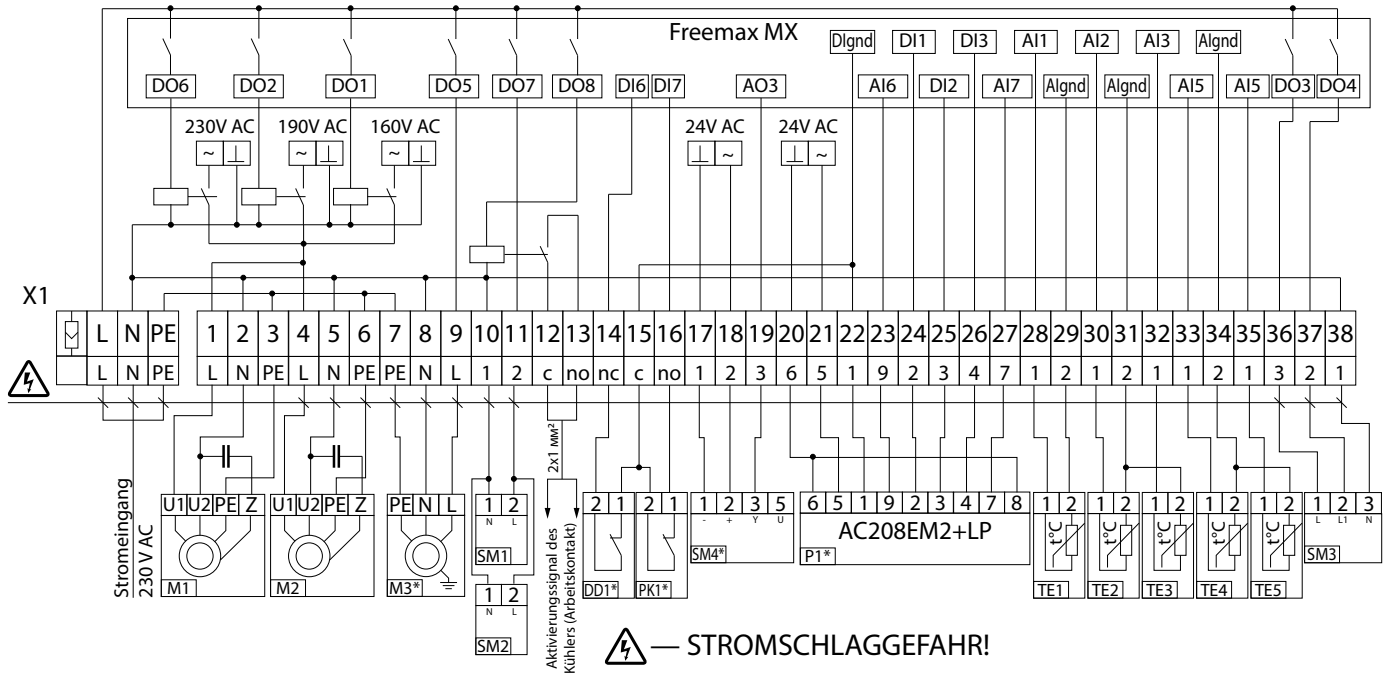 Freemax MX
DIgnd DI1 DI3 AI1 AI2 AI3 AIgnd
DO6 DO2 DO1 DO5 DO7 DO8 DI6 DI7 AO3 AI6 DI2 AI7 AIgnd AIgnd AI5 AI5 DO3 DO4
230V AC 190V AC 160V AC 24V AC 24V AC
~ ⊥ ~ ⊥ ~ ⊥ ⊥ ~ ⊥ ~
X1
L N PE 1 2 3 4 5 6 7 8 9 10 11 12 13 14 15 16 17 18 19 20 21 22 23 24 25 26 27 28 29 30 31 32 33 34 35 36 37 38
L N PE L N PE L N PE PE N L 1 2 c no nc c no 1 2 3 6 5 1 9 2 3 4 7 1 2 1 2 1 1 2 1 3 2 1
2x1 мм²
Stromeingang
230 V AC
U1 U2 PE Z
M1
U1 U2 PE Z
M2
PE N L
M3*
1 2
N L
SM1
1 2
N L
SM2
Aktivierungssignal des
Kühlers (Arbeitskontakt)
2 1
DD1*
2 1
PK1*
1 2 3 5
- + Y U
SM4*
6 5 1 9 2 3 4 7 8
AC208EM2+LP
P1*
1 2
t°C
TE1
1 2
t°C
TE2
1 2
t°C
TE3
1 2
t°C
TE4
1 2
t°C
TE5
1 2 3
L L1 N
SM3
— STROMSCHLAGGEFAHR!